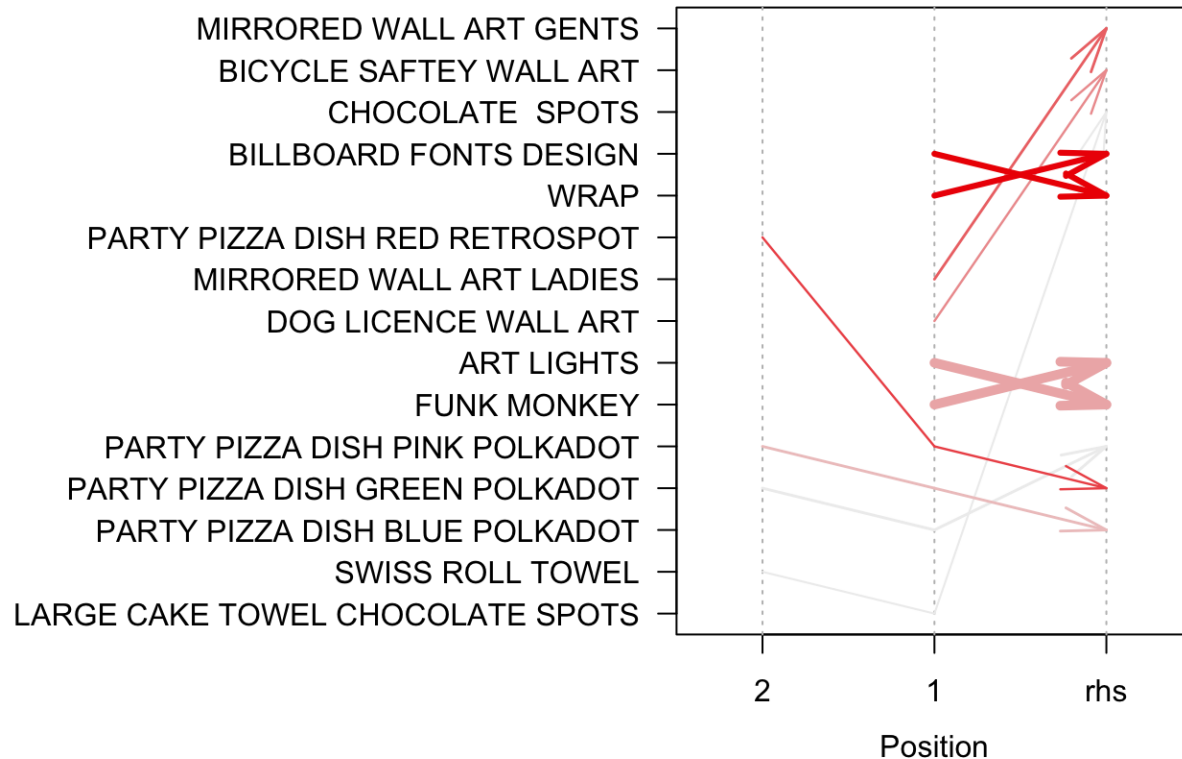 MIRRORED WALL ART GENTS
BICYCLE SAFTEY WALL ART
CHOCOLATE  SPOTS
BILLBOARD FONTS DESIGN
WRAP
PARTY PIZZA DISH RED RETROSPOT
MIRRORED WALL ART LADIES
DOG LICENCE WALL ART
ART LIGHTS
FUNK MONKEY
PARTY PIZZA DISH PINK POLKADOT
PARTY PIZZA DISH GREEN POLKADOT
PARTY PIZZA DISH BLUE POLKADOT
SWISS ROLL TOWEL
LARGE CAKE TOWEL CHOCOLATE SPOTS
2 1 rhs
Position